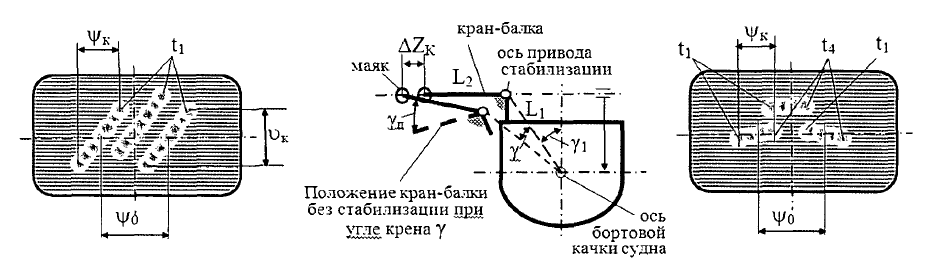 ψк
t₁
υк
ψб
кран-балка
ось привода
стабилизации
ΔZк
маяк
L₂
L₁
γп
γ
γ₁
Положение кран-балки
без стабилизации при
угле крена γ
ось
бортовой
качки судна
ψк
t₁
t₄
t₁
ψ₀